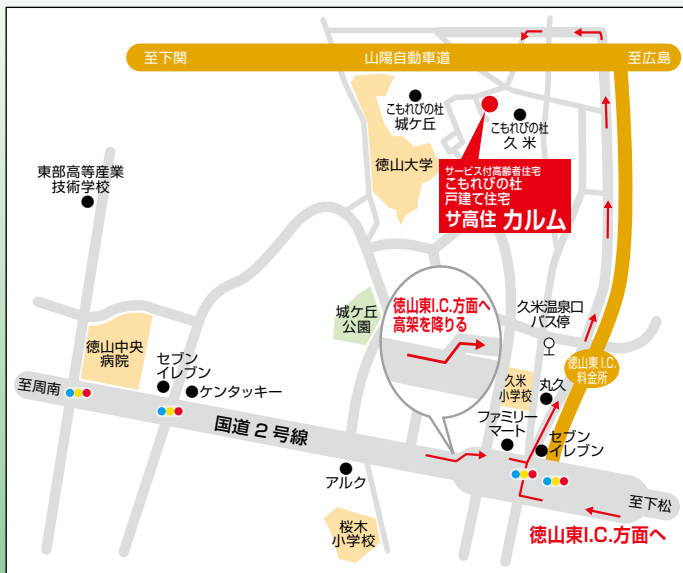 至下関
山陽自動車道
至広島
こもれびの杜
城ケ丘
こもれびの杜
久米
徳山大学
サービス付高齢者住宅
こもれびの杜
戸建て住宅
サ高住 カルム
東部高等産業
技術学校
城ケ丘
公園
徳山東I.C.方面へ
高架を降りる
久米温泉口
バス停
徳山東I.C.
料金所
徳山中央
病院
セブン
イレブン
ケンタッキー
久米
小学校
丸久
至周南
国道2号線
ファミリー
マート
セブン
イレブン
アルク
至下松
桜木
小学校
徳山東I.C.方面へ